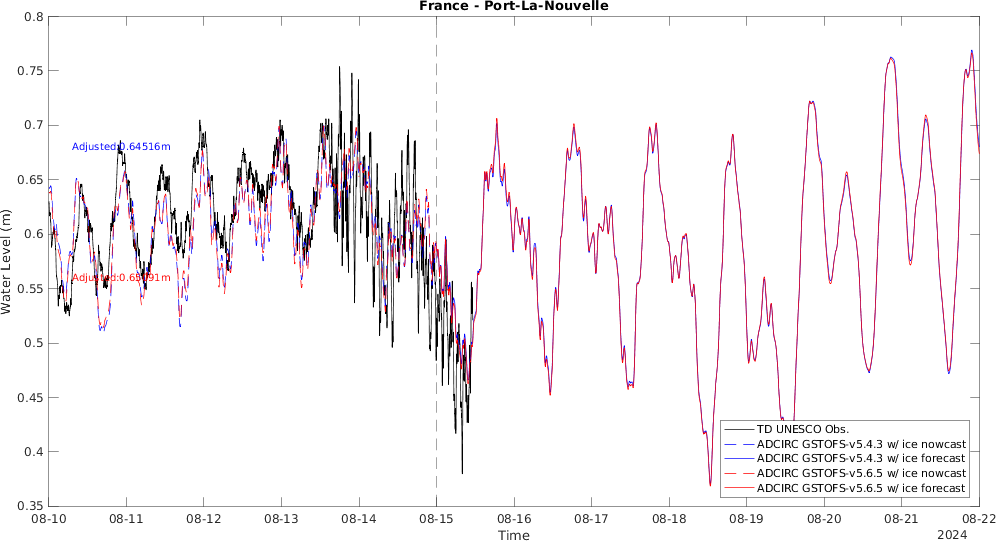 France - Port-La-Nouvelle
0.8
0.75
0.7
0.65
0.6
0.55
0.5
0.45
0.4
0.35
Water Level (m)
Adjusted:0.64516m
TD UNESCO Obs.
ADCIRC GSTOFS-v5.4.3 w/ ice nowcast
ADCIRC GSTOFS-v5.4.3 w/ ice forecast
ADCIRC GSTOFS-v5.6.5 w/ ice nowcast
ADCIRC GSTOFS-v5.6.5 w/ ice forecast
08-10 08-11 08-12 08-13 08-14 08-15 08-16 08-17 08-18 08-19 08-20 08-21 08-22
Time
2024